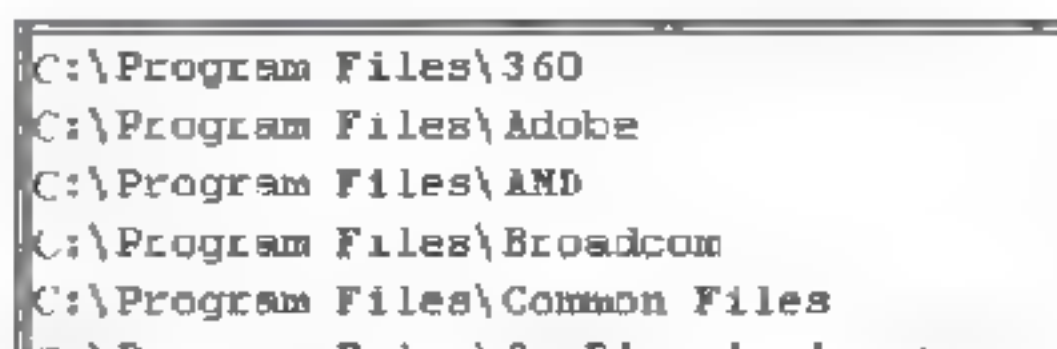 C:\Program Files\360
C:\Program Files\Adobe
C:\Program Files\AMD
C:\Program Files\Broadcom
C:\Program Files\Common Files